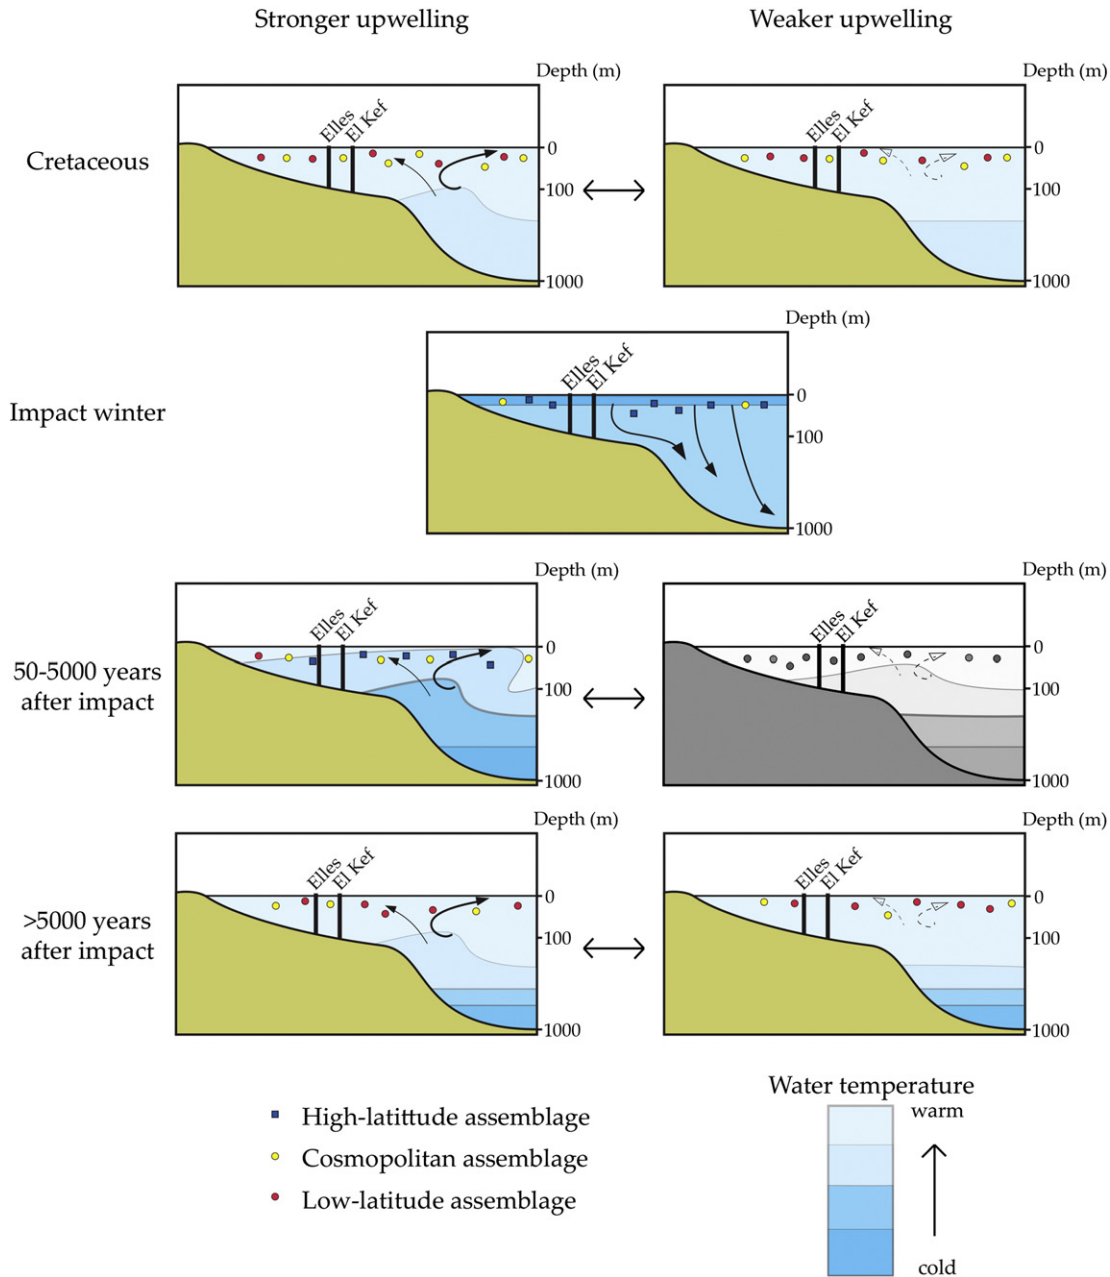 Stronger upwelling
Weaker upwelling
Depth (m)
Depth (m)
Cretaceous
Elles
El Kef
0
100
1000
Elles
El Kef
0
100
1000
Depth (m)
Impact winter
Elles
El Kef
0
100
1000
Depth (m)
Depth (m)
50-5000 years
after impact
Elles
El Kef
0
100
1000
Elles
El Kef
0
100
1000
Depth (m)
Depth (m)
>5000 years
after impact
Elles
El Kef
0
100
1000
Elles
El Kef
0
100
1000
High-latittude assemblage
Cosmopolitan assemblage
Low-latitude assemblage
Water temperature
warm
cold